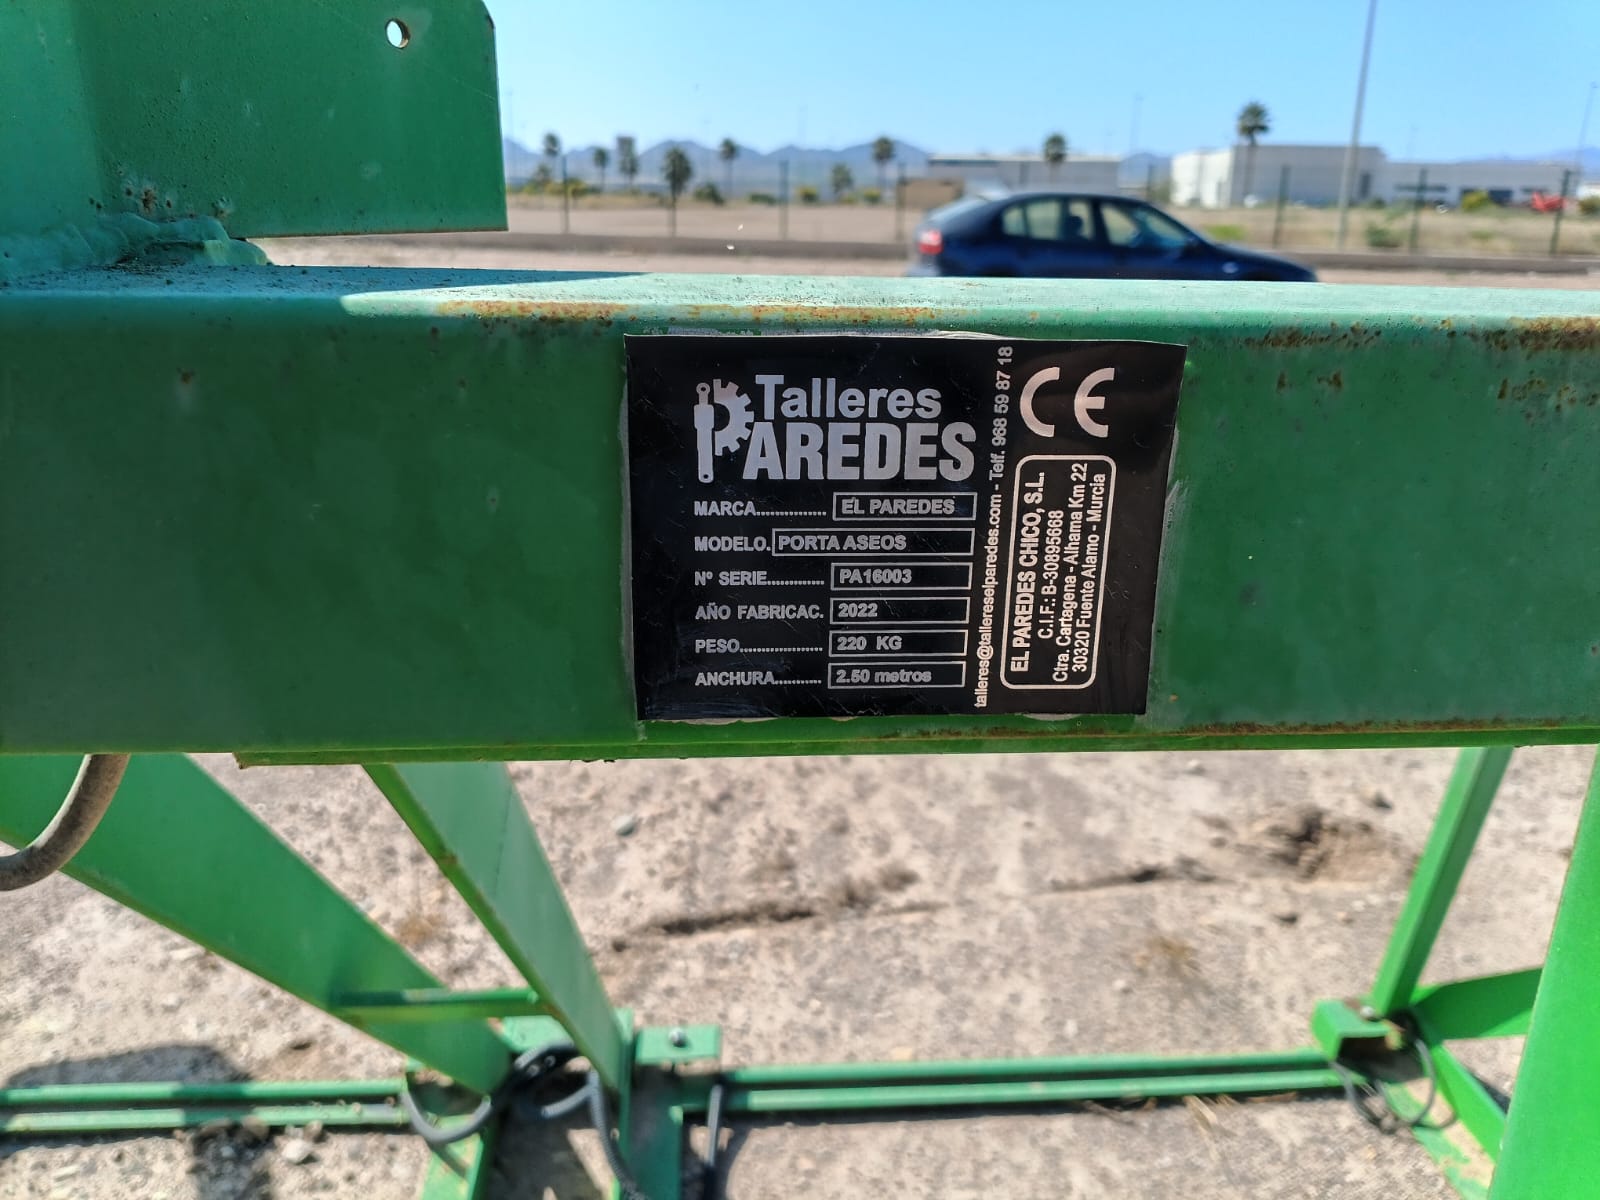 Talleres
PAREDES
MARCA............... EL PAREDES
MODELO. PORTA ASEOS
Nº SERIE............. PA16003
AÑO FABRICAC. 2022
PESO...................... 220 KG
ANCHURA............ 2.50 metros
talleres@tallereselparedes.com - Telf. 968 59 87 18
CE
EL PAREDES CHICO, S.L.
C.I.F.: B-30895668
Ctra. Cartagena - Alhama Km 22
30320 Fuente Alamo - Murcia